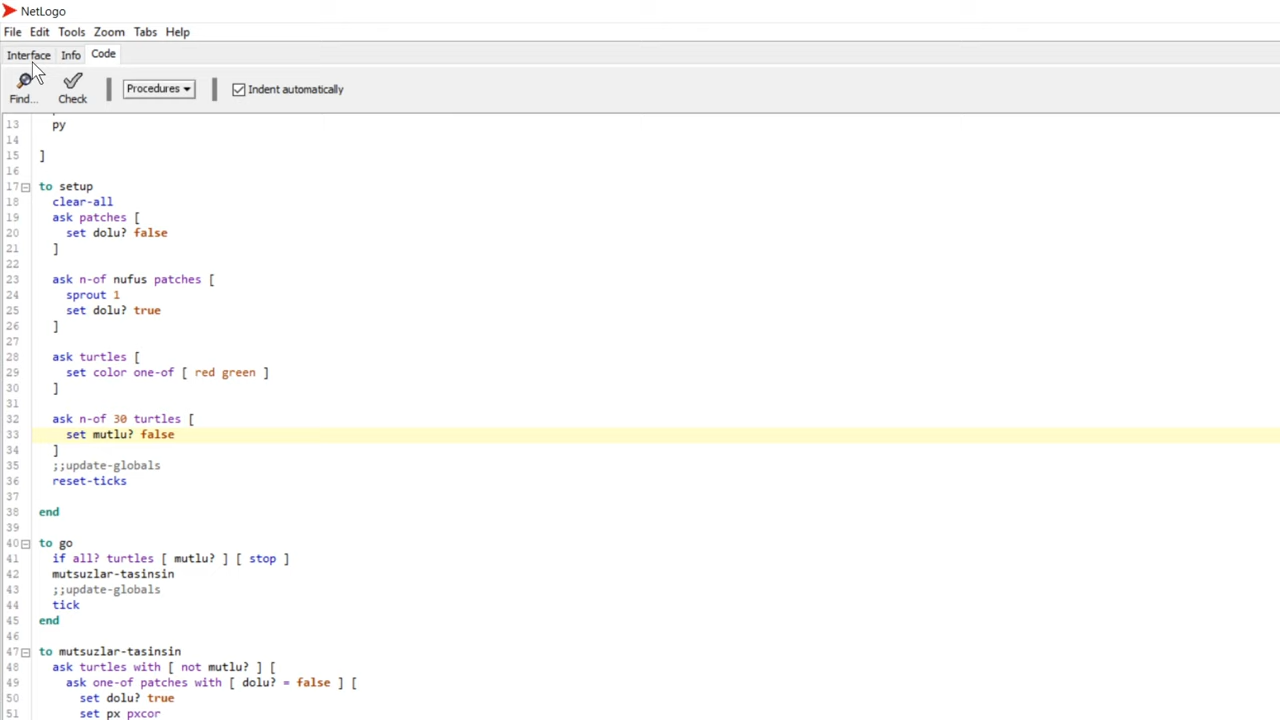 NetLogo
File Edit Tools Zoom Tabs Help
Interface Info Code
Find... Check Procedures Indent automatically
13 py
14
15 ]
16
17 to setup
18 clear-all
19 ask patches [
20 set dolu? false
21 ]
22
23 ask n-of nufus patches [
24 sprout 1
25 set dolu? true
26 ]
27
28 ask turtles [
29 set color one-of [ red green ]
30 ]
31
32 ask n-of 30 turtles [
33 set mutlu? false
34 ]
35 ;;update-globals
36 reset-ticks
37
38 end
39
40 to go
41 if all? turtles [ mutlu? ] [ stop ]
42 mutsuzlar-tasinsin
43 ;;update-globals
44 tick
45 end
46
47 to mutsuzlar-tasinsin
48 ask turtles with [ not mutlu? ] [
49 ask one-of patches with [ dolu? = false ] [
50 set dolu? true
51 set px pxcor